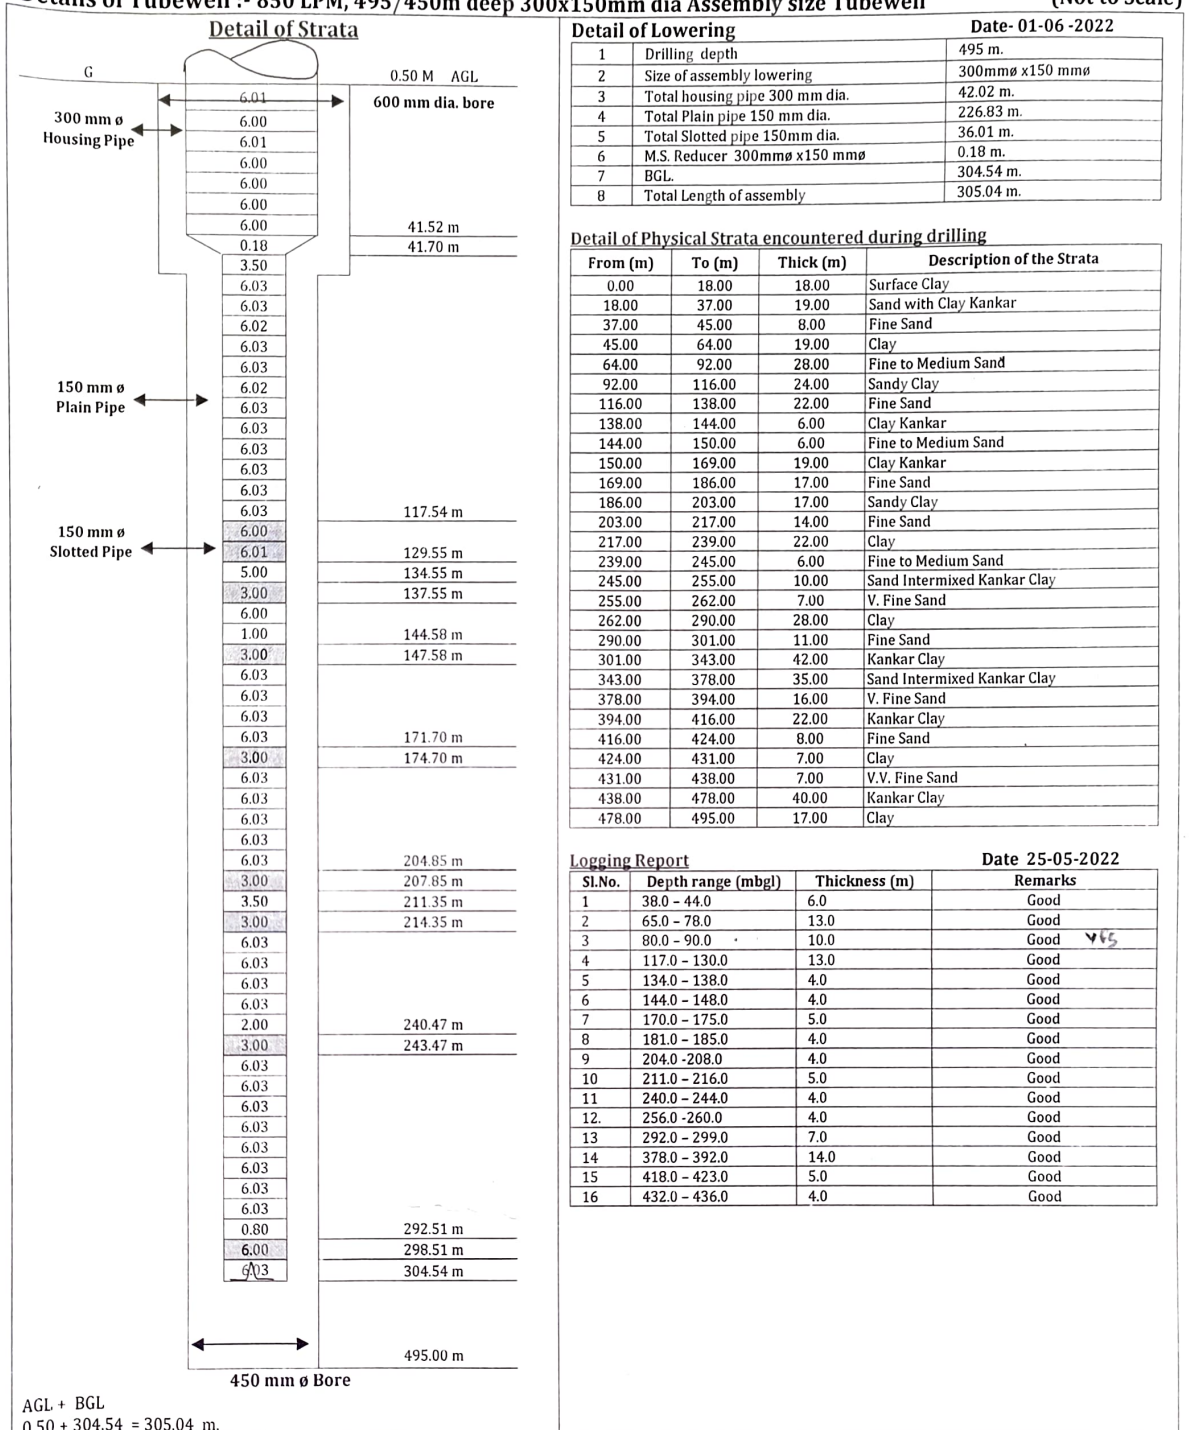 Details of Tubewell :- 850 LPM, 495/450m deep 300x150mm dia Assembly size Tubewell (Not to Scale)
Detail of Strata
G
0.50 M AGL
600 mm dia. bore
300 mm ø
Housing Pipe
6.01
6.00
6.01
6.00
6.00
6.00
6.00 41.52 m
0.18 41.70 m
3.50
6.03
6.03
6.02
6.03
6.03
150 mm ø
Plain Pipe
6.02
6.03
6.03
6.03
6.03
6.03
6.03 117.54 m
150 mm ø
Slotted Pipe
6.00
6.01 129.55 m
5.00 134.55 m
3.00 137.55 m
6.00
1.00 144.58 m
3.00 147.58 m
6.03
6.03
6.03
6.03 171.70 m
3.00 174.70 m
6.03
6.03
6.03
6.03
6.03 204.85 m
3.00 207.85 m
3.50 211.35 m
3.00 214.35 m
6.03
6.03
6.03
6.03
2.00 240.47 m
3.00 243.47 m
6.03
6.03
6.03
6.03
6.03
6.03
6.03
6.03
0.80 292.51 m
6.00 298.51 m
6.03 304.54 m
495.00 m
450 mm ø Bore
AGL + BGL
0.50 + 304.54 = 305.04 m.
Detail of Lowering Date- 01-06 -2022
1 Drilling depth 495 m.
2 Size of assembly lowering 300mmø x150 mmø
3 Total housing pipe 300 mm dia. 42.02 m.
4 Total Plain pipe 150 mm dia. 226.83 m.
5 Total Slotted pipe 150mm dia. 36.01 m.
6 M.S. Reducer 300mmø x150 mmø 0.18 m.
7 BGL. 304.54 m.
8 Total Length of assembly 305.04 m.
Detail of Physical Strata encountered during drilling
From (m) To (m) Thick (m) Description of the Strata
0.00 18.00 18.00 Surface Clay
18.00 37.00 19.00 Sand with Clay Kankar
37.00 45.00 8.00 Fine Sand
45.00 64.00 19.00 Clay
64.00 92.00 28.00 Fine to Medium Sand
92.00 116.00 24.00 Sandy Clay
116.00 138.00 22.00 Fine Sand
138.00 144.00 6.00 Clay Kankar
144.00 150.00 6.00 Fine to Medium Sand
150.00 169.00 19.00 Clay Kankar
169.00 186.00 17.00 Fine Sand
186.00 203.00 17.00 Sandy Clay
203.00 217.00 14.00 Fine Sand
217.00 239.00 22.00 Clay
239.00 245.00 6.00 Fine to Medium Sand
245.00 255.00 10.00 Sand Intermixed Kankar Clay
255.00 262.00 7.00 V. Fine Sand
262.00 290.00 28.00 Clay
290.00 301.00 11.00 Fine Sand
301.00 343.00 42.00 Kankar Clay
343.00 378.00 35.00 Sand Intermixed Kankar Clay
378.00 394.00 16.00 V. Fine Sand
394.00 416.00 22.00 Kankar Clay
416.00 424.00 8.00 Fine Sand
424.00 431.00 7.00 Clay
431.00 438.00 7.00 V.V. Fine Sand
438.00 478.00 40.00 Kankar Clay
478.00 495.00 17.00 Clay
Logging Report Date 25-05-2022
Sl.No. Depth range (mbgl) Thickness (m) Remarks
1 38.0 – 44.0 6.0 Good
2 65.0 – 78.0 13.0 Good
3 80.0 – 90.0 10.0 Good
4 117.0 – 130.0 13.0 Good
5 134.0 – 138.0 4.0 Good
6 144.0 – 148.0 4.0 Good
7 170.0 – 175.0 5.0 Good
8 181.0 – 185.0 4.0 Good
9 204.0 -208.0 4.0 Good
10 211.0 – 216.0 5.0 Good
11 240.0 – 244.0 4.0 Good
12. 256.0 -260.0 4.0 Good
13 292.0 – 299.0 7.0 Good
14 378.0 – 392.0 14.0 Good
15 418.0 – 423.0 5.0 Good
16 432.0 – 436.0 4.0 Good